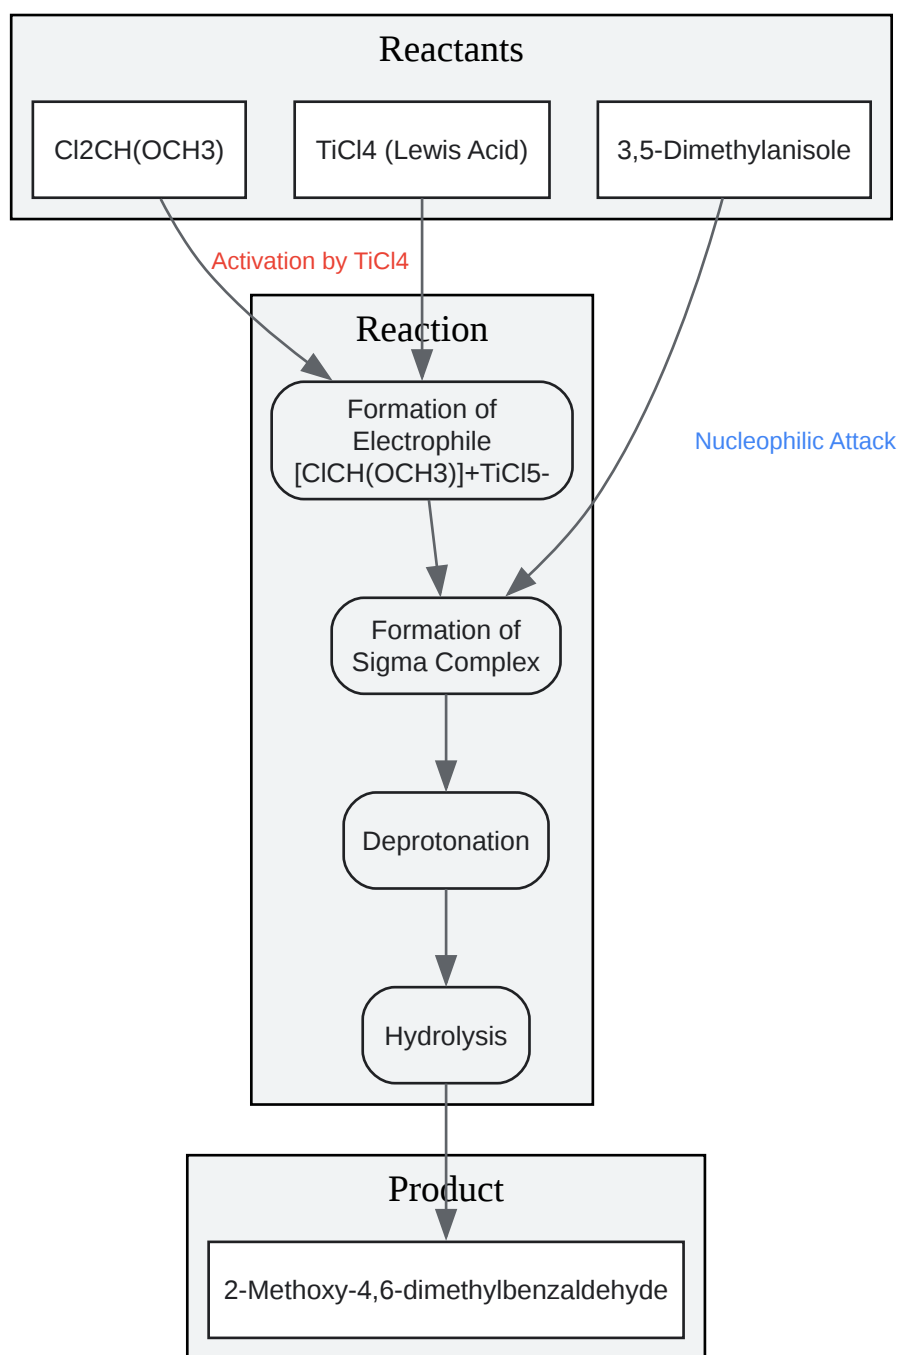 Reactants
Cl2CH(OCH3)
TiCl4 (Lewis Acid)
3,5-Dimethylanisole
Activation by TiCl4
Reaction
Formation of
Electrophile
[ClCH(OCH3)]+TiCl5-
Nucleophilic Attack
Formation of
Sigma Complex
Deprotonation
Hydrolysis
Product
2-Methoxy-4,6-dimethylbenzaldehyde